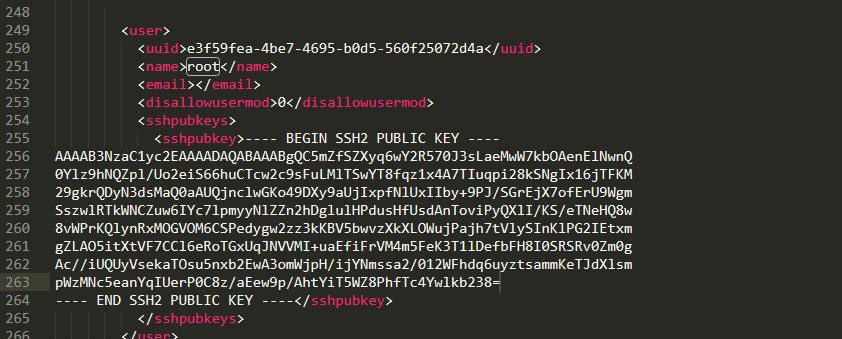 248
249 <user>
250 <uuid>e3f59fea-4be7-4695-b0d5-560f25072d4a</uuid>
251 <name>root</name>
252 <email></email>
253 <disallowusermod>0</disallowusermod>
254 <sshpubkeys>
255 <sshpubkey>---- BEGIN SSH2 PUBLIC KEY ----
256 AAAAB3NzaC1yc2EAAAADAQABAAABgQC5mZfSZXyq6wY2R570J3sLaeMwW7kbOAenElNwnQ
257 0Ylz9hNQZpl/Uo2eiS66huCTcw2c9sFuLMlTSwYT8fqz1x4A7TIuqpi28kSNgIx16jTFKM
258 29gkrQDyN3dsMaQ0aAUQjnclwGKo49DXy9aUjIxpfNlUxIIby+9PJ/SGrEjX7ofErU9Wgm
259 SszwlRTkWNCZuw6IYc7lpmyyNlZZn2hDglulHPdusHfUsdAnToviPyQXlI/KS/eTNeHQ8w
260 8vWPrKQlynRxMOGVOM6CSPedygw2zz3kKBV5bwvzXkXLOWujPajh7tVlySInKlPG2IEtxm
261 gZLAO5itXtVF7CCl6eRoTGxUqJNVVMI+uaEfiFrVM4m5FeK3T1lDefbFH8I0SRSRv0Zm0g
262 Ac//iUQUyVsekaTOsu5nxb2EwA3omWjpH/ijYNmssa2/012WFhdq6uyztsammKeTJdXlsm
263 pWzMNc5eanYqIUerP0C8z/aEew9p/AhtYiT5WZ8PhfTc4Ywlkb238=
264 ---- END SSH2 PUBLIC KEY ----</sshpubkey>
265 </sshpubkeys>
266 </user>